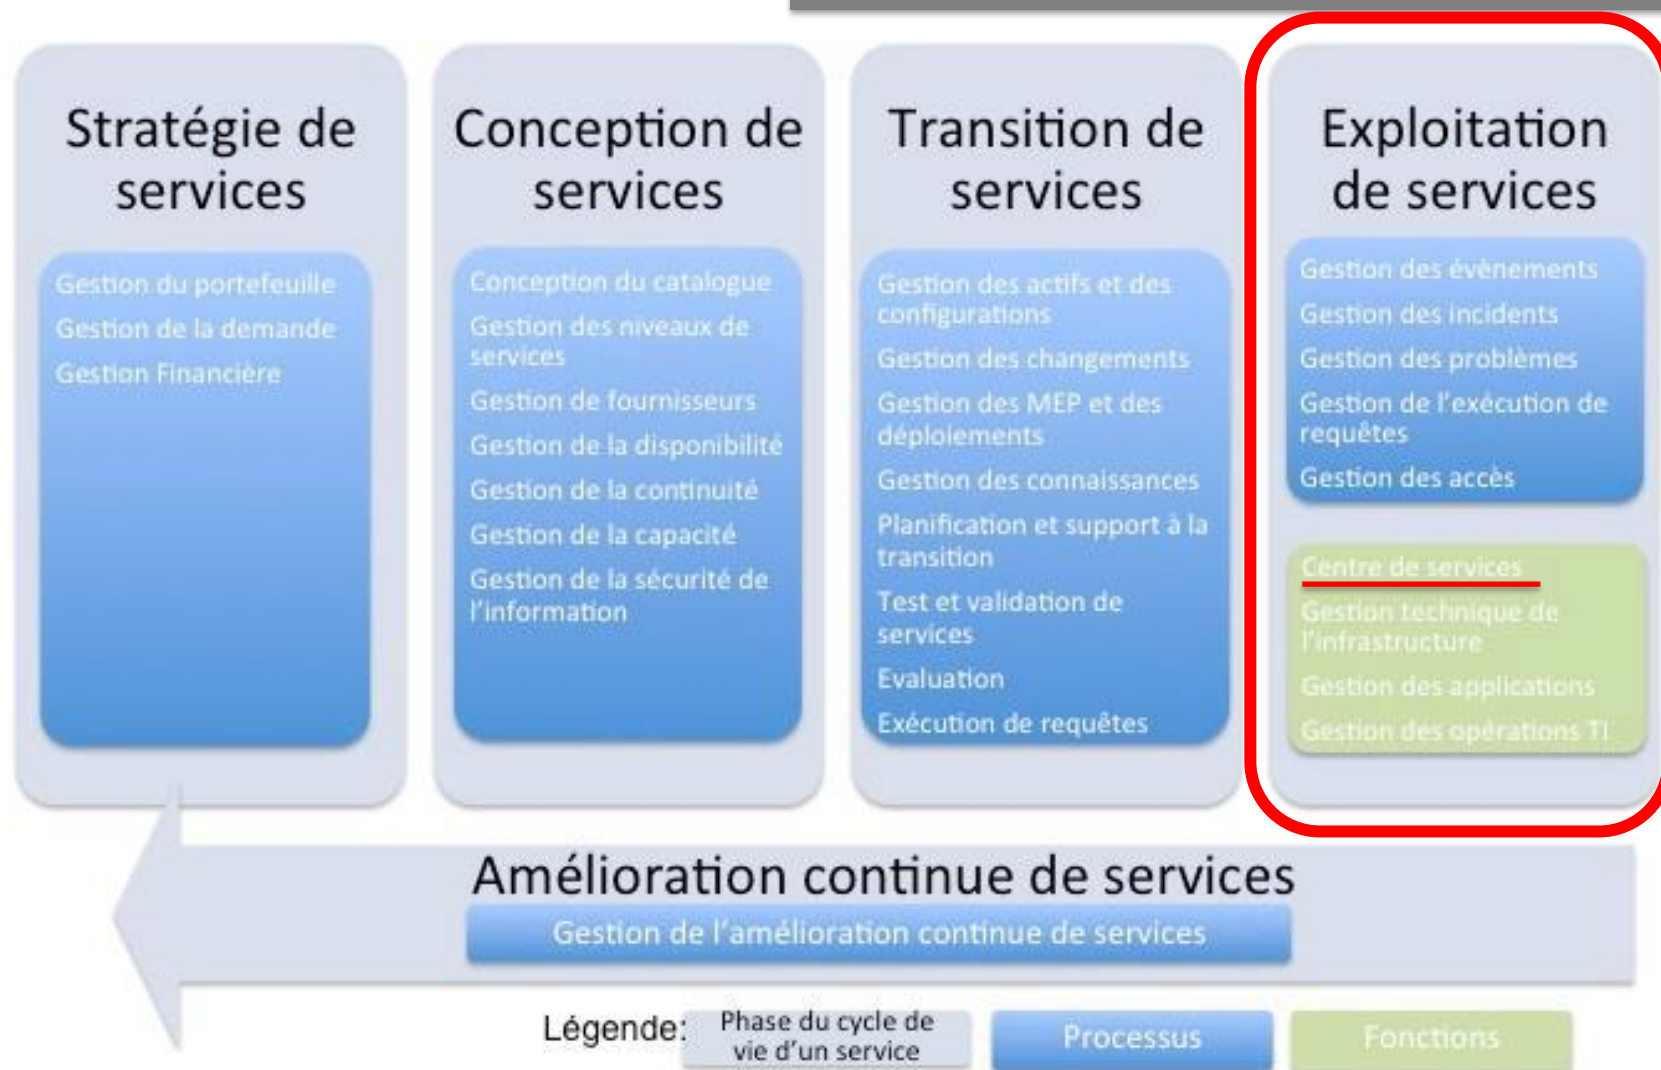 Stratégie de
services
Gestion du portefeuille
Gestion de la demande
Gestion Financière
Conception de
services
Conception du catalogue
Gestion des niveaux de
services
Gestion de fournisseurs
Gestion de la disponibilité
Gestion de la continuité
Gestion de la capacité
Gestion de la sécurité de
l'information
Transition de
services
Gestion des actifs et des
configurations
Gestion des changements
Gestion des MEP et des
déploiements
Gestion des connaissances
Planification et support à la
transition
Test et validation de
services
Evaluation
Exécution de requêtes
Exploitation
de services
Gestion des évènements
Gestion des incidents
Gestion des problèmes
Gestion de l'exécution de
requêtes
Gestion des accès
Centre de services
Gestion technique de
l'infrastructure
Gestion des applications
Gestion des opérations TI
Amélioration continue de services
Gestion de l'amélioration continue de services
Légende:
Phase du cycle de
vie d'un service
Processus
Fonctions